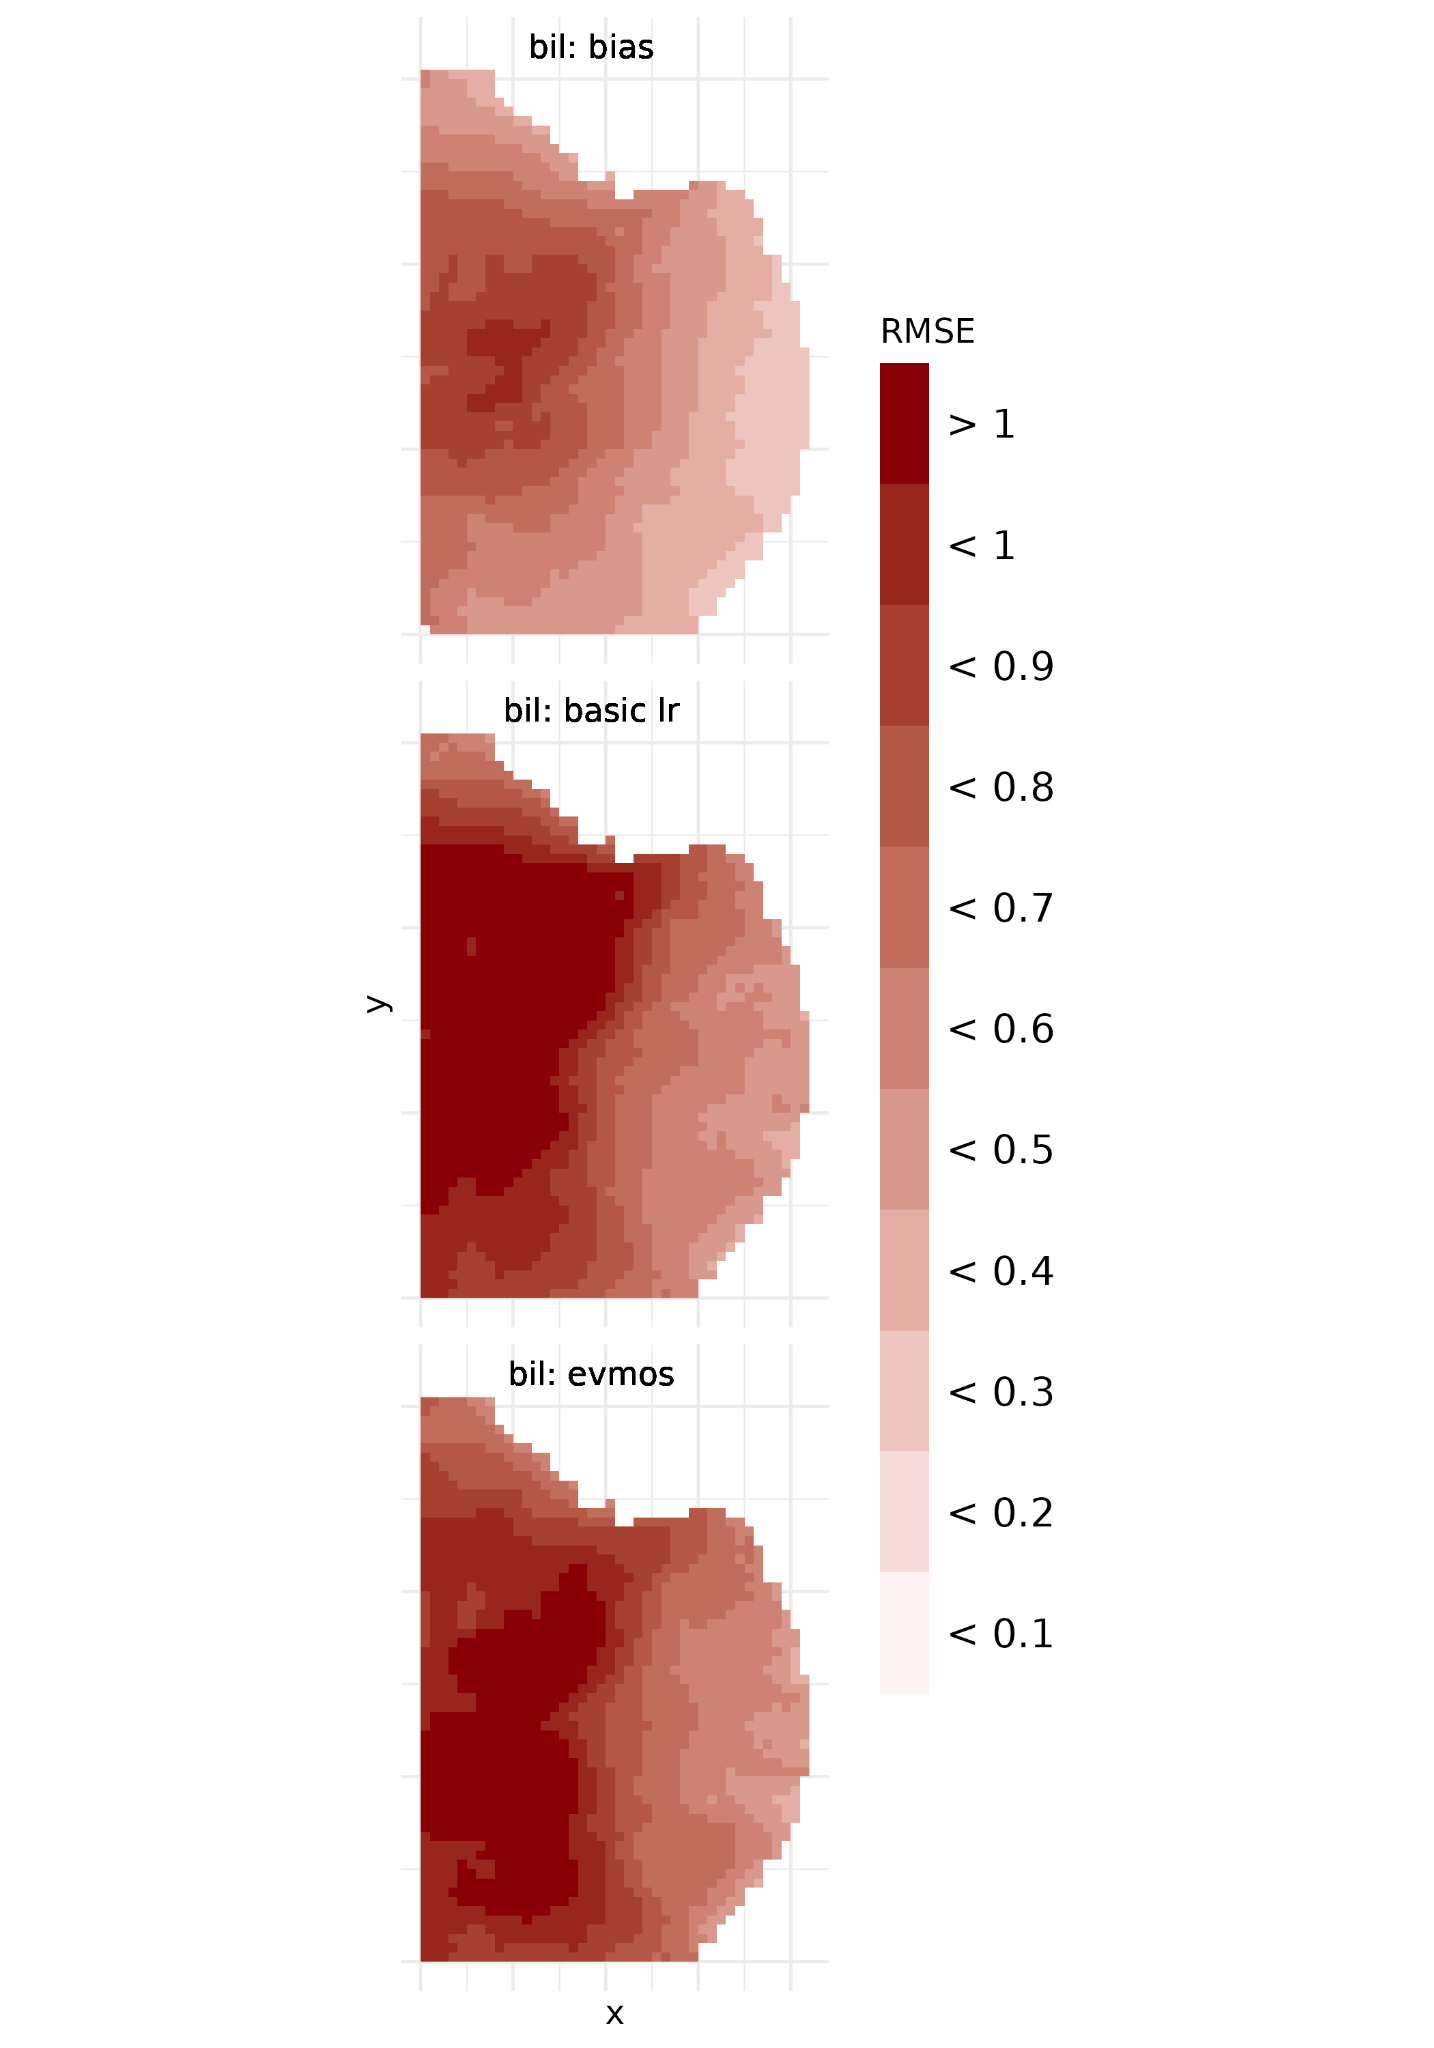 bil: bias
RMSE
> 1
< 1
< 0.9
< 0.8
< 0.7
< 0.6
< 0.5
< 0.4
< 0.3
< 0.2
< 0.1
bil: basic lr
y
bil: evmos
x